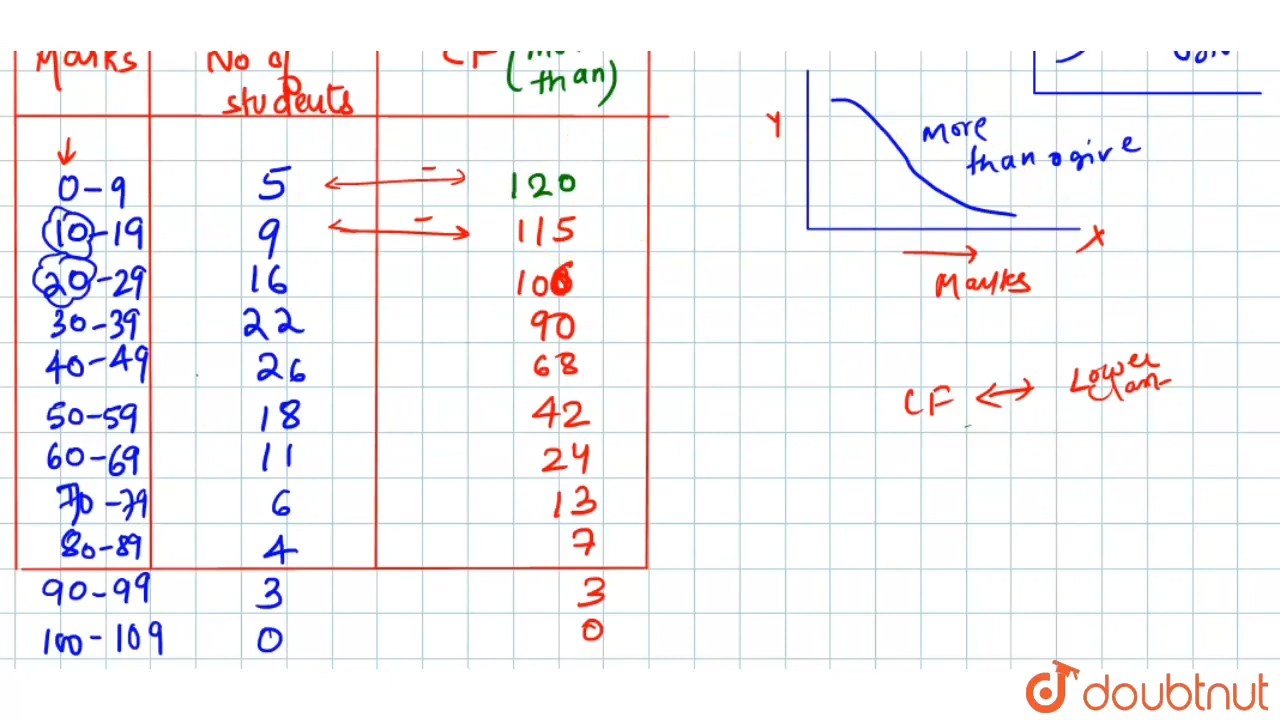 Marks No of students CF (more than)
0-9 5 - 120
10-19 9 - 115
20-29 16 106
30-39 22 90
40-49 26 68
50-59 18 42
60-69 11 24
70-79 6 13
80-89 4 7
90-99 3 3
100-109 0 0
Y
More
than ogive
X
Marks
CF ↔ Lower
doubtnut